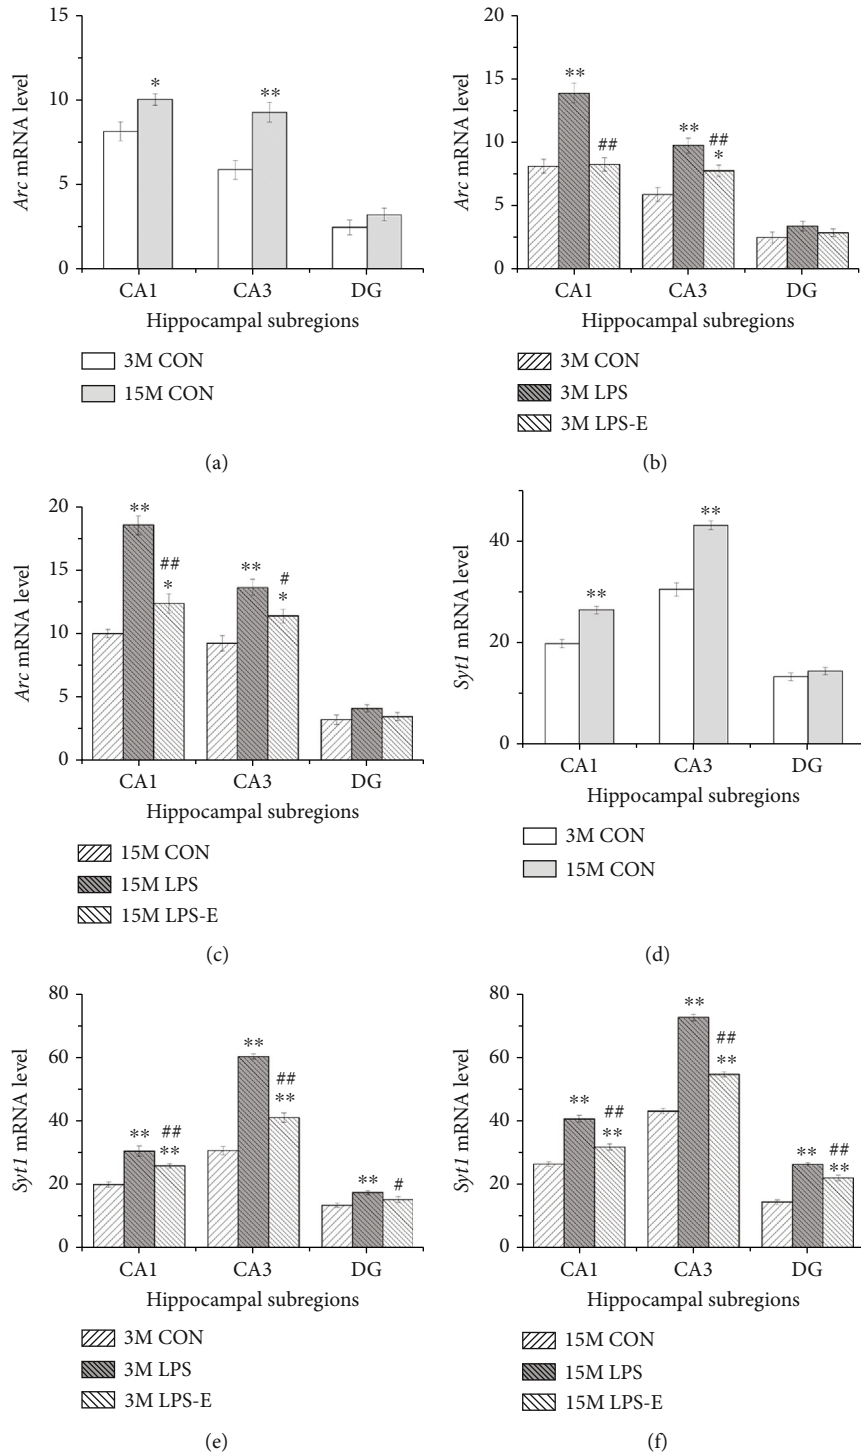 15
10
5
0
Arc mRNA level
*
**
CA1 CA3 DG
Hippocampal subregions
3M CON
15M CON
(a)
20
15
10
5
0
Arc mRNA level
**
##
**
##
*
CA1 CA3 DG
Hippocampal subregions
3M CON
3M LPS
3M LPS-E
(b)
20
15
10
5
0
Arc mRNA level
**
##
*
**
#
*
CA1 CA3 DG
Hippocampal subregions
15M CON
15M LPS
15M LPS-E
(c)
40
20
0
Syt1 mRNA level
**
**
CA1 CA3 DG
Hippocampal subregions
3M CON
15M CON
(d)
80
60
40
20
0
Syt1 mRNA level
**
##
**
**
##
**
**
#
CA1 CA3 DG
Hippocampal subregions
3M CON
3M LPS
3M LPS-E
(e)
80
60
40
20
0
Syt1 mRNA level
**
##
**
**
##
**
**
##
**
CA1 CA3 DG
Hippocampal subregions
15M CON
15M LPS
15M LPS-E
(f)